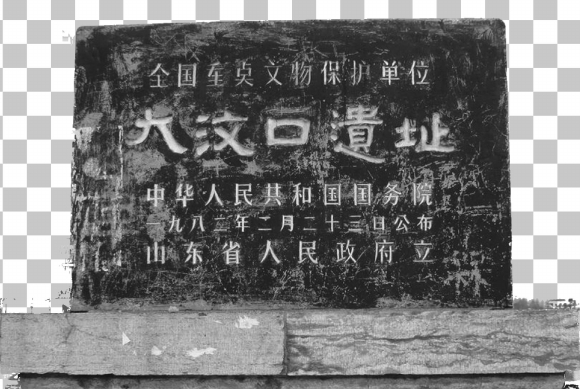 全国重点文物保护单位
大汶口遺址
中华人民共和国国务院
一九八二年二月二十三日公布
山东省人民政府立